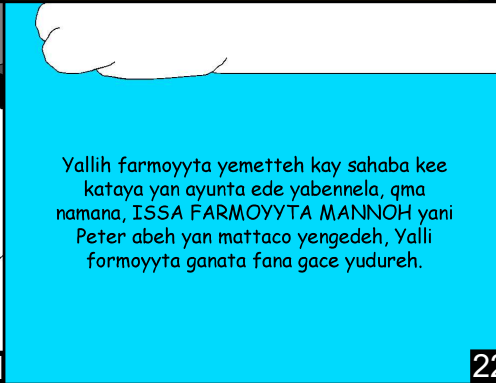 Yallih farmoyyta yemetteh kay sahaba kee
kataya yan ayunta ede yabennela, qma
namana, ISSA FARMOYYTA MANNOH yani
Peter abeh yan mattaco yengedeh, Yalli
formoyyta ganata fana gace yudureh.